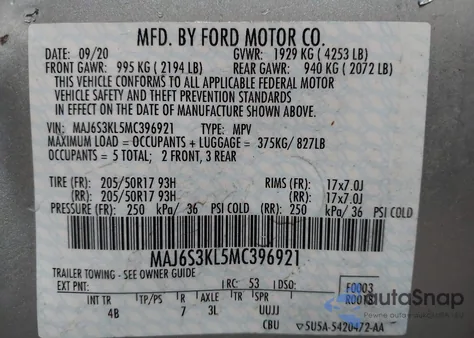 MFD. BY FORD MOTOR CO.
DATE: 09/20 GVWR: 1929 KG ( 4253 LB)
FRONT GAWR: 995 KG ( 2194 LB) REAR GAWR: 940 KG ( 2072 LB)
THIS VEHICLE CONFORMS TO ALL APPLICABLE FEDERAL MOTOR
VEHICLE SAFETY AND THEFT PREVENTION STANDARDS
IN EFFECT ON THE DATE OF MANUFACTURE SHOWN ABOVE.
VIN: MAJ6S3KL5MC396921 TYPE: MPV
MAXIMUM LOAD = OCCUPANTS + LUGGAGE = 375KG/ 827LB
OCCUPANTS = 5 TOTAL; 2 FRONT, 3 REAR
TIRE (FR): 205/50R17 93H RIMS (FR): 17x7.0J
(RR): 205/50R17 93H (RR): 17x7.0J
PRESSURE (FR): 250 kPa/ 36 PSI COLD (RR): 250 kPa/ 36 PSI COLD
MAJ6S3KL5MC396921
TRAILER TOWING - SEE OWNER GUIDE
EXT PNT: RC: 53 DSO: F0003
INT TR TP/PS R AXLE TR SPR
4B 7 3L UUJJ
CBU 5U5A-5420472-AA
autoSnap